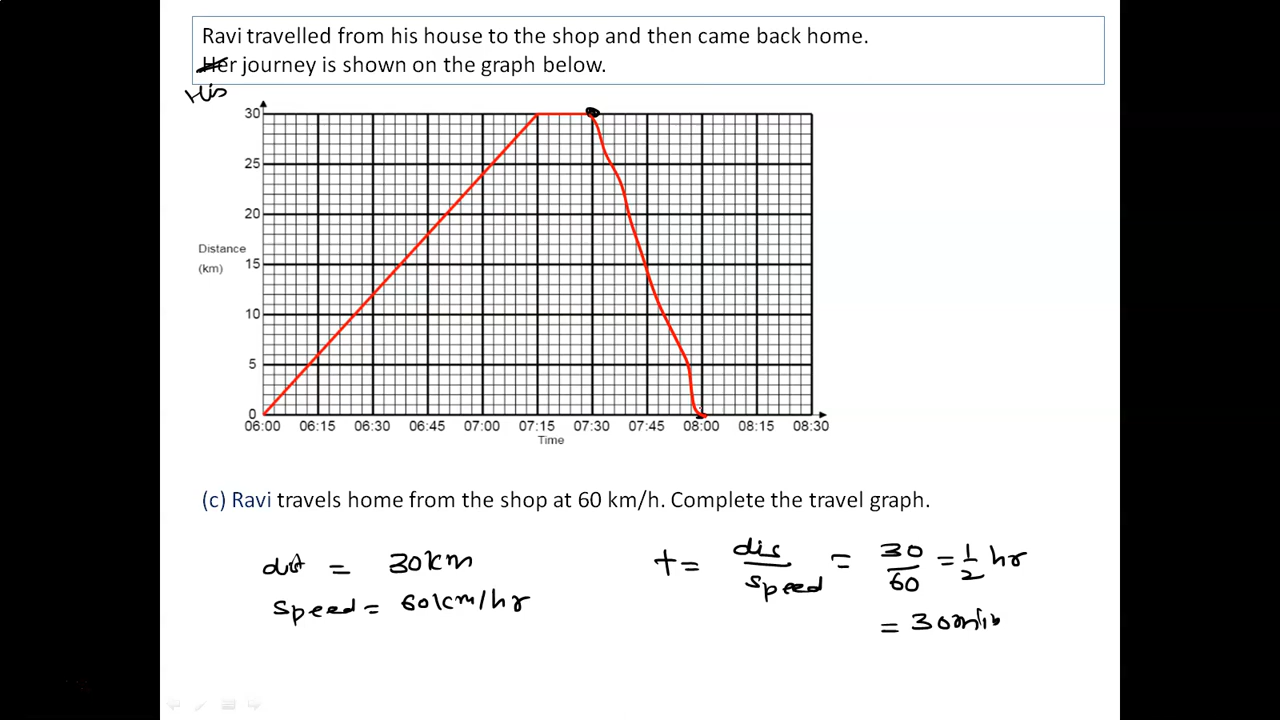 Ravi travelled from his house to the shop and then came back home.
Her journey is shown on the graph below.
His
30
25
20
Distance
(km)
15
10
5
0
06:00 06:15 06:30 06:45 07:00 07:15 07:30 07:45 08:00 08:15 08:30
Time
(c) Ravi travels home from the shop at 60 km/h. Complete the travel graph.
dist = 30km
speed = 60km/hr
t = dis/speed = 30/60 = 1/2 hr
= 30min